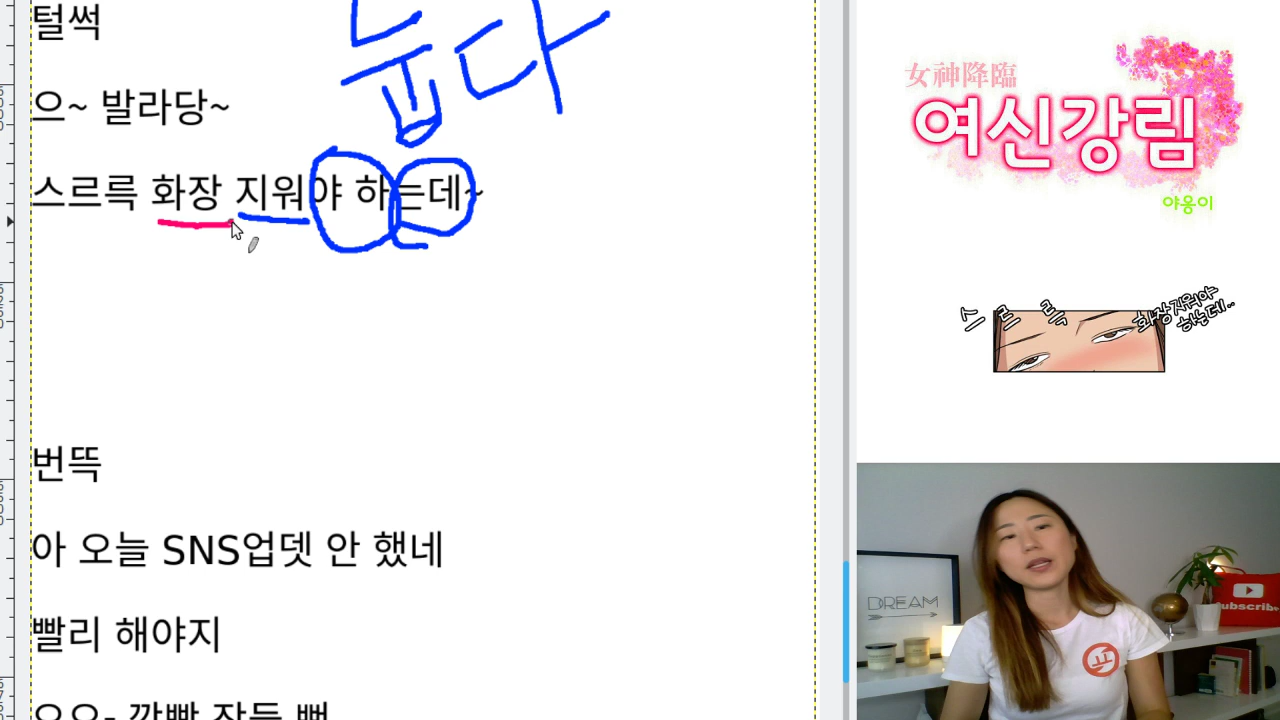 털썩
눕다
으~ 발라당~
스르륵 화장 지워야 하는데~
번뜩
아 오늘 SNS업뎃 안 했네
빨리 해야지
女神降臨
여신강림
야옹이
스르륵
화장지워야
하는데..
DREAM